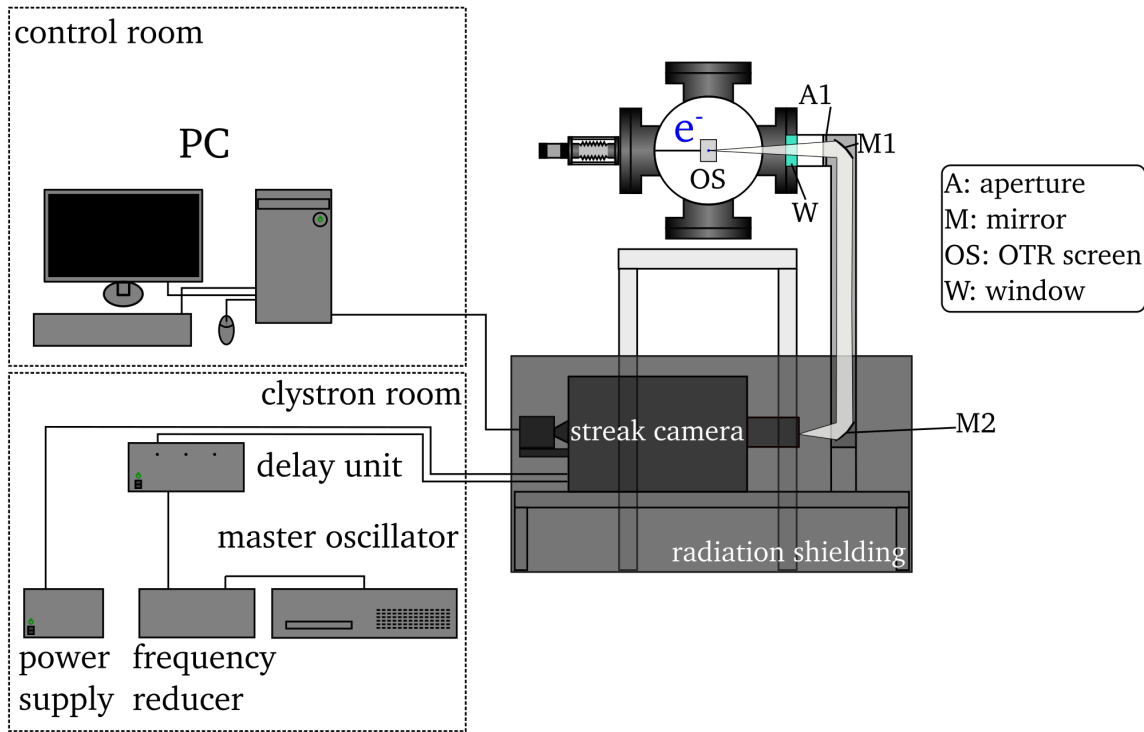 control room
PC
A1
e-
M1
OS
W
A: aperture
M: mirror
OS: OTR screen
W: window
clystron room
streak camera
M2
delay unit
master oscillator
radiation shielding
power
supply
frequency
reducer